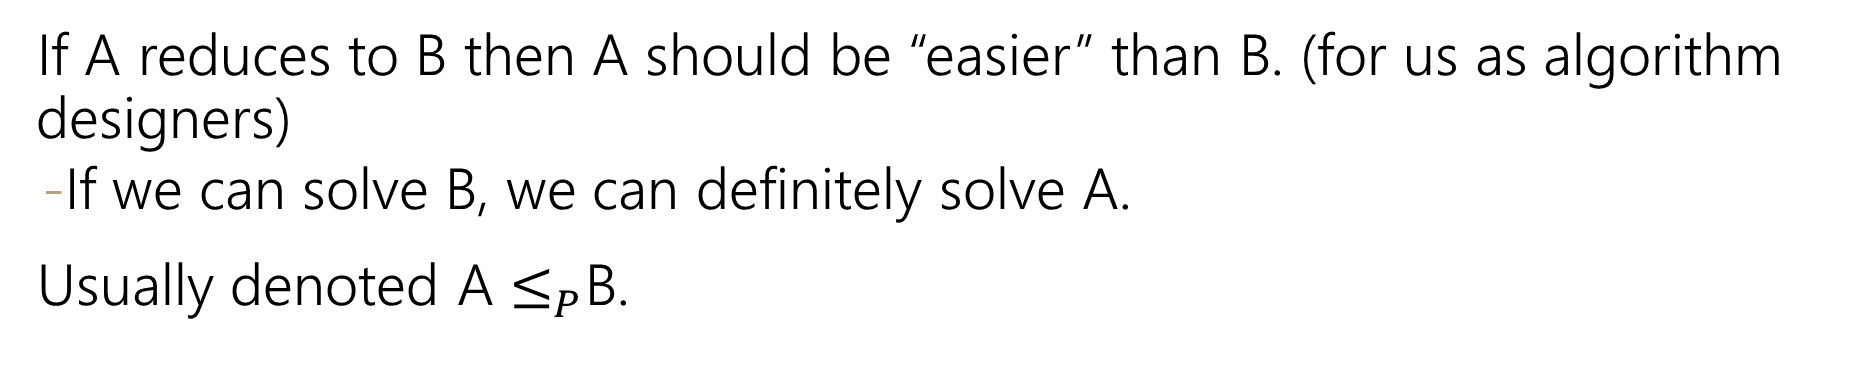 If A reduces to B then A should be “easier” than B. (for us as algorithm
designers)
-If we can solve B, we can definitely solve A.
Usually denoted A ≤P B.